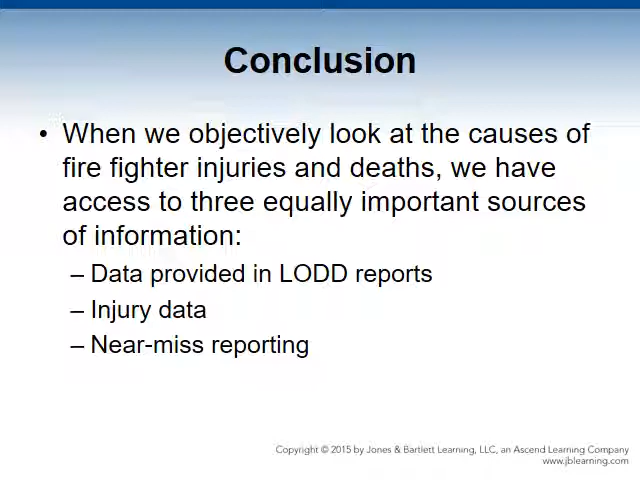 Conclusion
• When we objectively look at the causes of
fire fighter injuries and deaths, we have
access to three equally important sources
of information:
– Data provided in LODD reports
– Injury data
– Near-miss reporting
Copyright © 2015 by Jones & Bartlett Learning, LLC, an Ascend Learning Company
www.jblearning.com